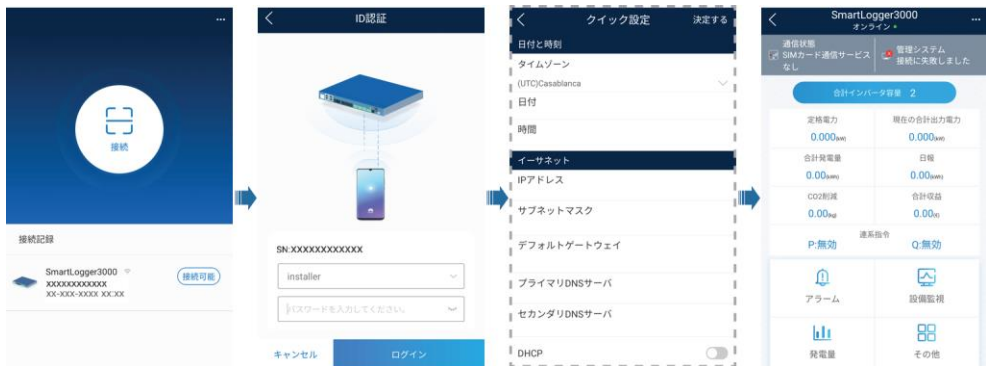 接続
接続記録
SmartLogger3000
XXXXXXXXXXXX
XX-XXX-XXXX XX:XX
接続可能
ID認証
SN:XXXXXXXXXXXX
installer
パスワードを入力してください。
キャンセル
ログイン
クイック設定
決定する
日付と時刻
タイムゾーン
(UTC)Casablanca
日付
時間
イーサネット
IPアドレス
サブネットマスク
デフォルトゲートウェイ
プライマリDNSサーバ
セカンダリDNSサーバ
DHCP
SmartLogger3000
オンライン
通信状態
SIMカード通信サービス
なし
管理システム
接続に失敗しました
合計インバータ容量 2
定格電力
現在の合計出力電力
0.000(kW)
0.000(kW)
合計発電量
日報
0.00(kWh)
0.00(kWh)
CO2削減
合計収益
0.00(kg)
0.00(¥)
連系指令
P:無効
Q:無効
アラーム
設備監視
発電量
その他